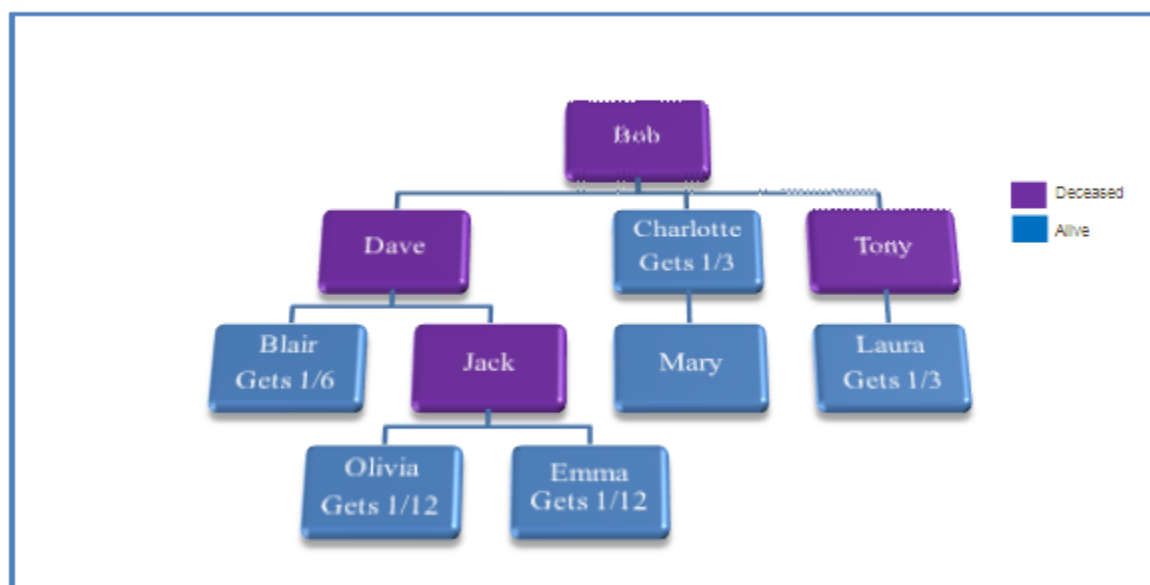 Bob
Deceased
Alive
Dave
Charlotte
Gets 1/3
Tony
Blair
Gets 1/6
Jack
Mary
Laura
Gets 1/3
Olivia
Gets 1/12
Emma
Gets 1/12